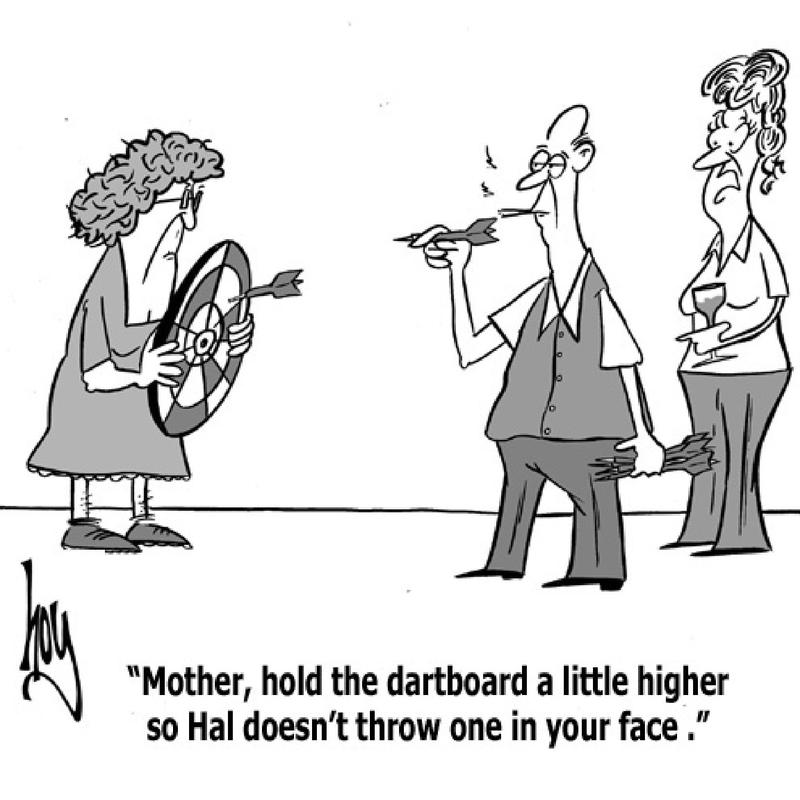 hoy
“Mother, hold the dartboard a little higher
so Hal doesn’t throw one in your face .”